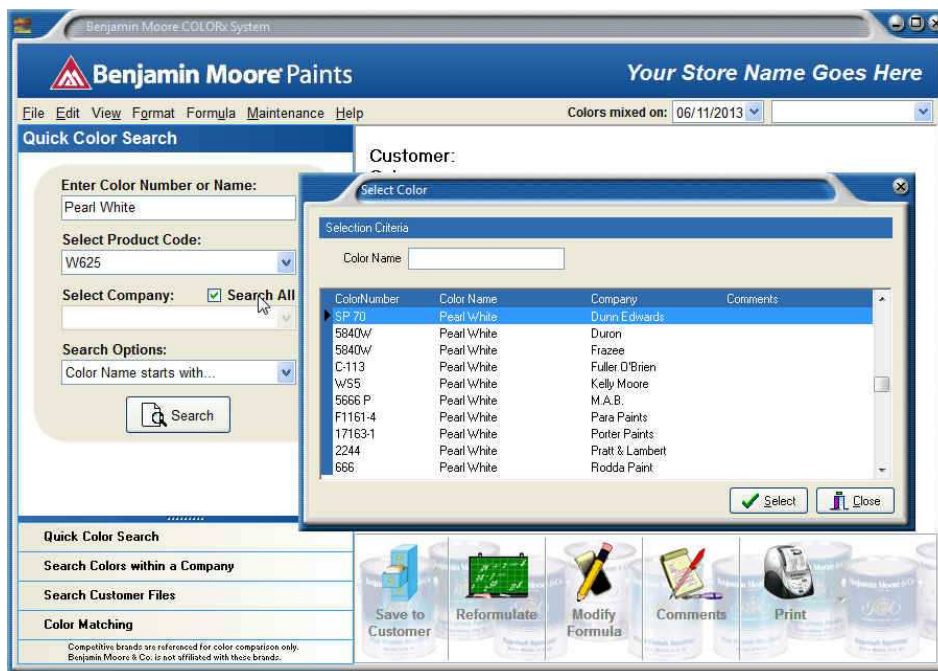 Benjamin Moore COLORx System
Benjamin Moore Paints
Your Store Name Goes Here
File Edit View Format Formula Maintenance Help
Colors mixed on: 06/11/2013
Quick Color Search
Customer:
Enter Color Number or Name:
Pearl White
Select Product Code:
W625
Select Company: Search All
Search Options:
Color Name starts with...
Search
Select Color
Selection Criteria
Color Name
ColorNumber Color Name Company Comments
SP 70 Pearl White Dunn Edwards
5840W Pearl White Duron
5840W Pearl White Frazee
C-113 Pearl White Fuller O'Brien
WS5 Pearl White Kelly Moore
5666 P Pearl White M.A.B.
F1161-4 Pearl White Para Paints
17163-1 Pearl White Porter Paints
2244 Pearl White Pratt & Lambert
666 Pearl White Rodda Paint
Select Close
Quick Color Search
Search Colors within a Company
Search Customer Files
Color Matching
Competitive brands are referenced for color comparison only.
Benjamin Moore & Co. is not affiliated with these brands.
Save to Customer
Reformulate
Modify Formula
Comments
Print